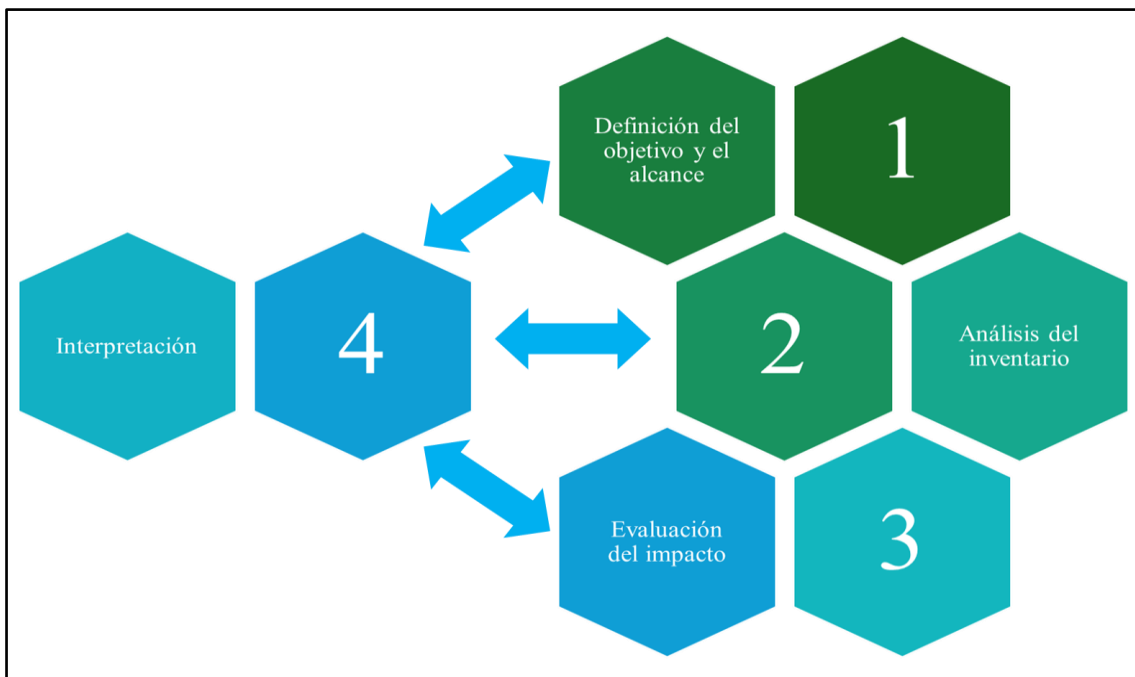 Definición del
objetivo y el
alcance
1
Interpretación
4
2
Análisis del
inventario
Evaluación
del impacto
3